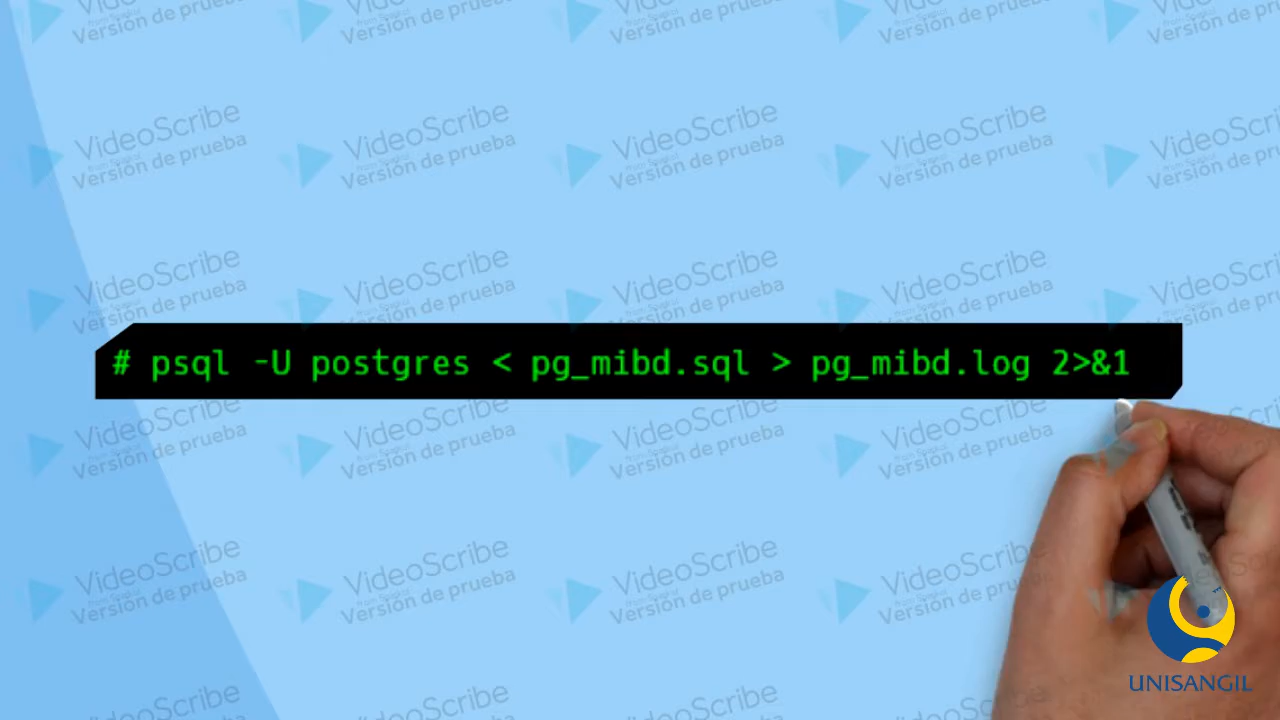 VideoScribe
Versión de prueba
# psql -U postgres < pg_mibd.sql > pg_mibd.log 2>&1
UNISANGIL